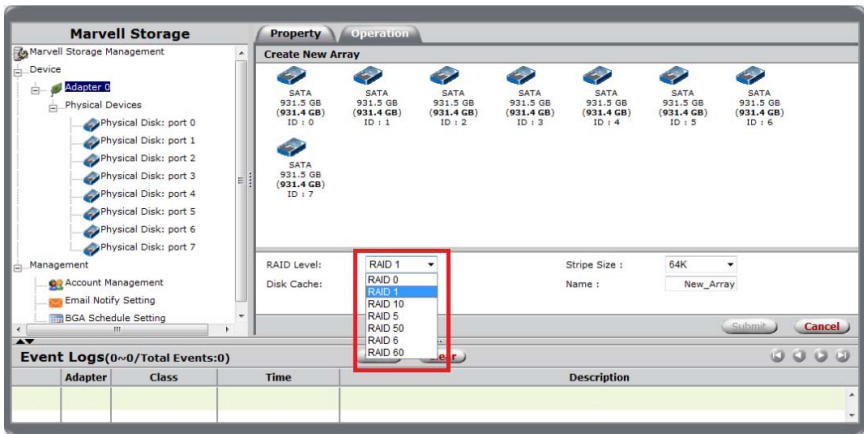 Marvell Storage
Property Operation
Marvell Storage Management
Device
Adapter 0
Physical Devices
Physical Disk: port 0
Physical Disk: port 1
Physical Disk: port 2
Physical Disk: port 3
Physical Disk: port 4
Physical Disk: port 5
Physical Disk: port 6
Physical Disk: port 7
Management
Account Management
Email Notify Setting
BGA Schedule Setting
Create New Array
SATA SATA SATA SATA SATA SATA SATA
931.5 GB 931.5 GB 931.5 GB 931.5 GB 931.5 GB 931.5 GB 931.5 GB
(931.4 GB) (931.4 GB) (931.4 GB) (931.4 GB) (931.4 GB) (931.4 GB) (931.4 GB)
ID : 0 ID : 1 ID : 2 ID : 3 ID : 4 ID : 5 ID : 6
SATA
931.5 GB
(931.4 GB)
ID : 7
RAID Level: RAID 1 Stripe Size : 64K
Disk Cache: Name : New_Array
RAID 0
RAID 1
RAID 10
RAID 5
RAID 50
RAID 6
RAID 60
Submit Cancel
Event Logs(0~0/Total Events:0)
Adapter Class Time Description